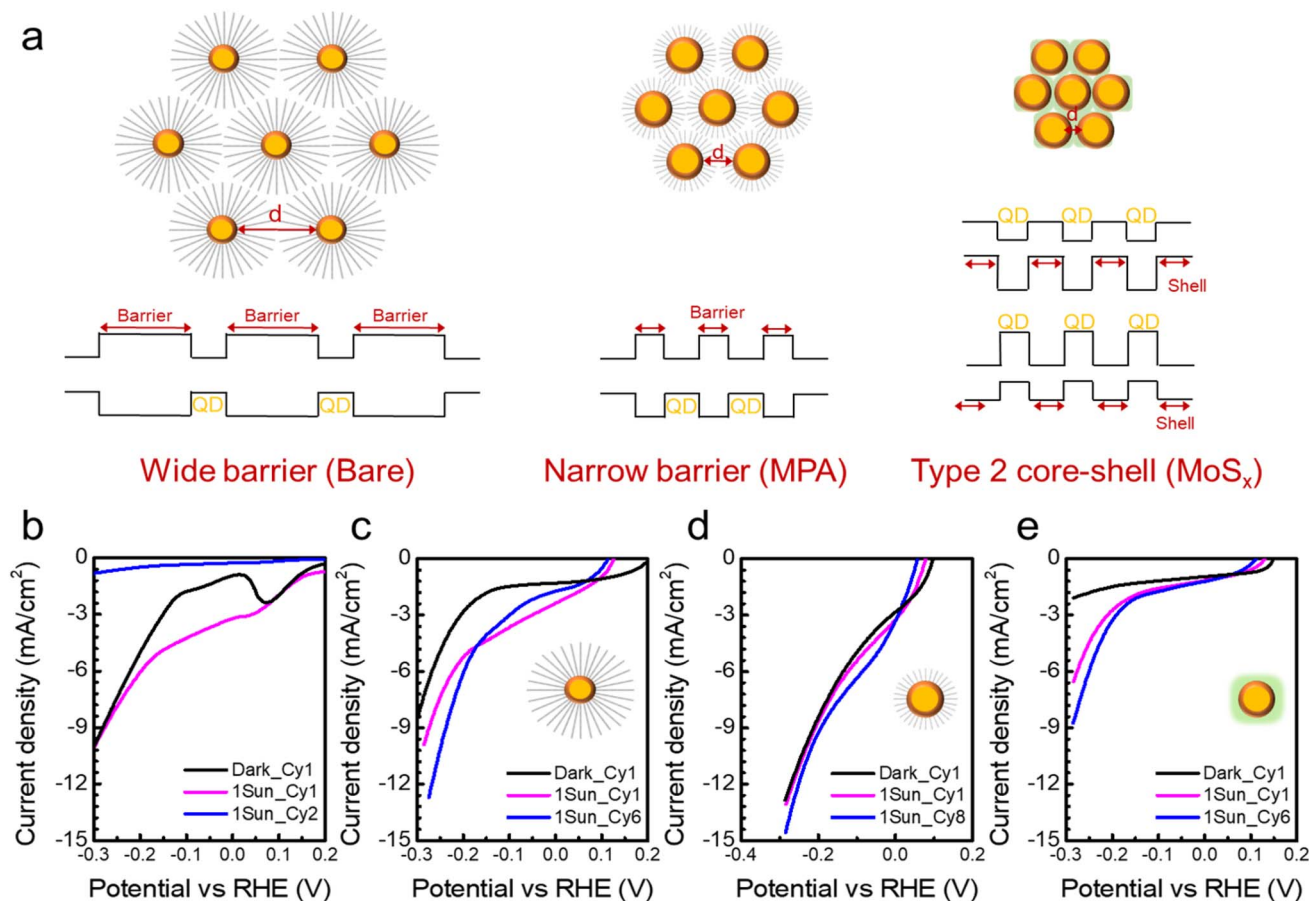 a
d
d
d
Barrier Barrier Barrier
QD QD
Barrier
QD QD
QD QD QD
Shell
QD QD QD
Shell
Wide barrier (Bare)
Narrow barrier (MPA)
Type 2 core-shell (MoSₓ)
b
Current density (mA/cm²)
0
-3
-6
-9
-12
-15
-0.3 -0.2 -0.1 0.0 0.1 0.2
Dark_Cy1
1Sun_Cy1
1Sun_Cy2
Potential vs RHE (V)
c
Current density (mA/cm²)
0
-3
-6
-9
-12
-15
-0.3 -0.2 -0.1 0.0 0.1 0.2
Dark_Cy1
1Sun_Cy1
1Sun_Cy6
Potential vs RHE (V)
d
Current density (mA/cm²)
0
-3
-6
-9
-12
-15
-0.4 -0.2 0.0 0.2
Dark_Cy1
1Sun_Cy1
1Sun_Cy8
Potential vs RHE (V)
e
Current density (mA/cm²)
0
-3
-6
-9
-12
-15
-0.3 -0.2 -0.1 0.0 0.1 0.2
Dark_Cy1
1Sun_Cy1
1Sun_Cy6
Potential vs RHE (V)